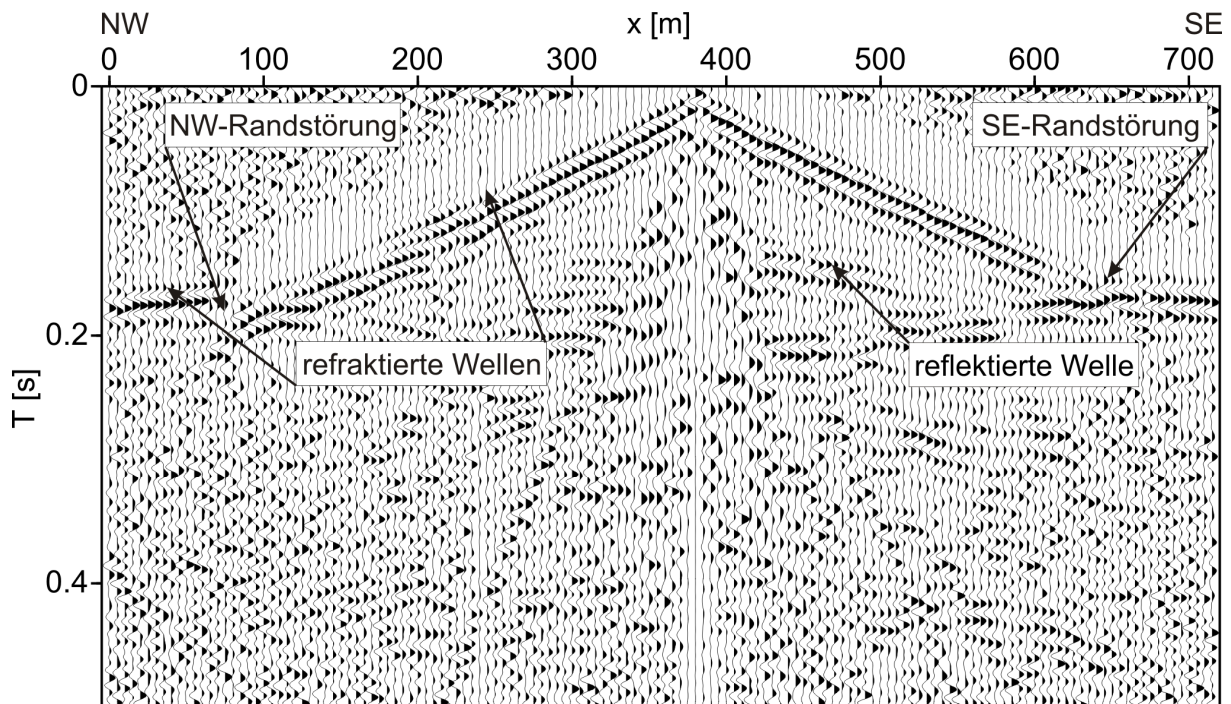 NW x [m] SE
0 100 200 300 400 500 600 700
0
NW-Randstörung SE-Randstörung
0.2
refraktierte Wellen reflektierte Welle
T [s]
0.4